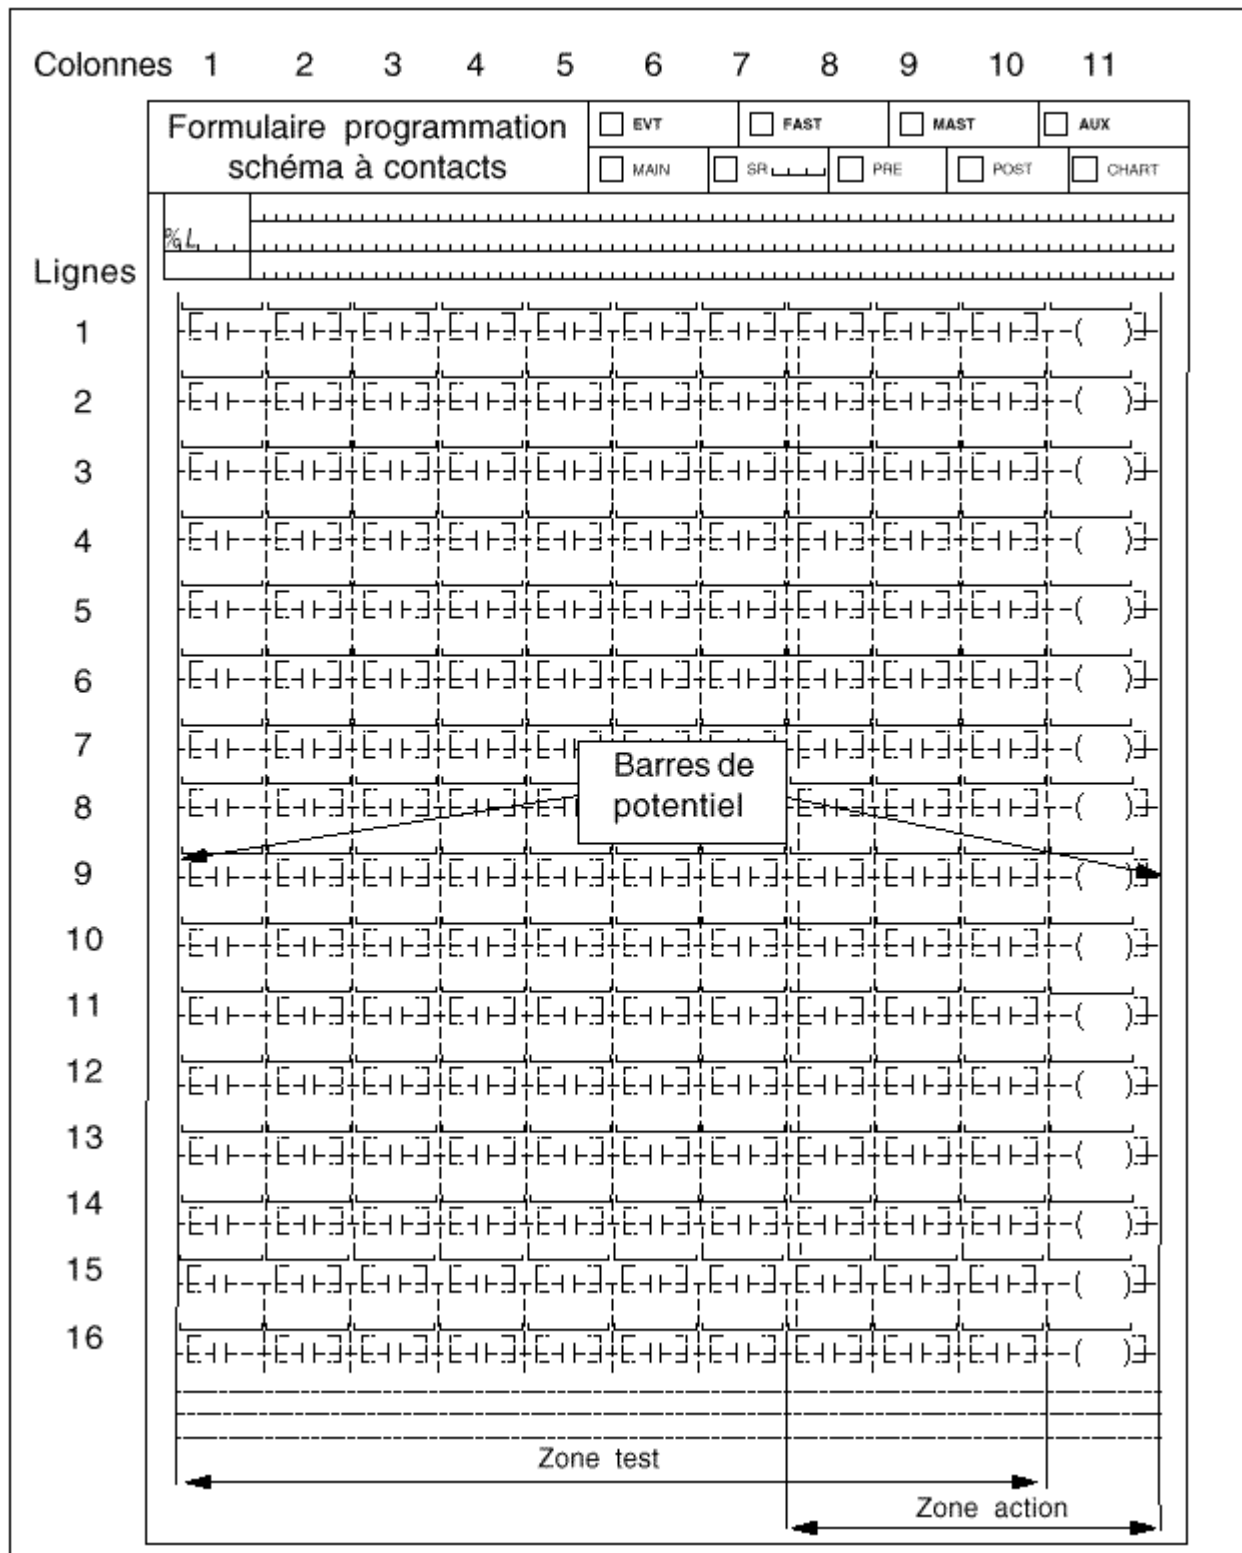 Colonnes 1 2 3 4 5 6 7 8 9 10 11
Formulaire programmation
schéma à contacts
EVT FAST MAST AUX
MAIN SR PRE POST CHART
%L
Lignes
1
2
3
4
5
6
7
8
Barres de
potentiel
9
10
11
12
13
14
15
16
Zone test
Zone action